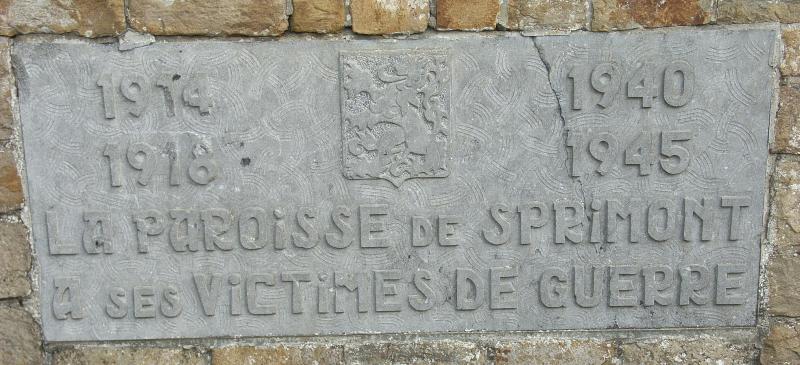 1914 1940
1918 1945
LA PAROiSSE DE SPRiMONT
A SES ViCTiMES DE GUERRE